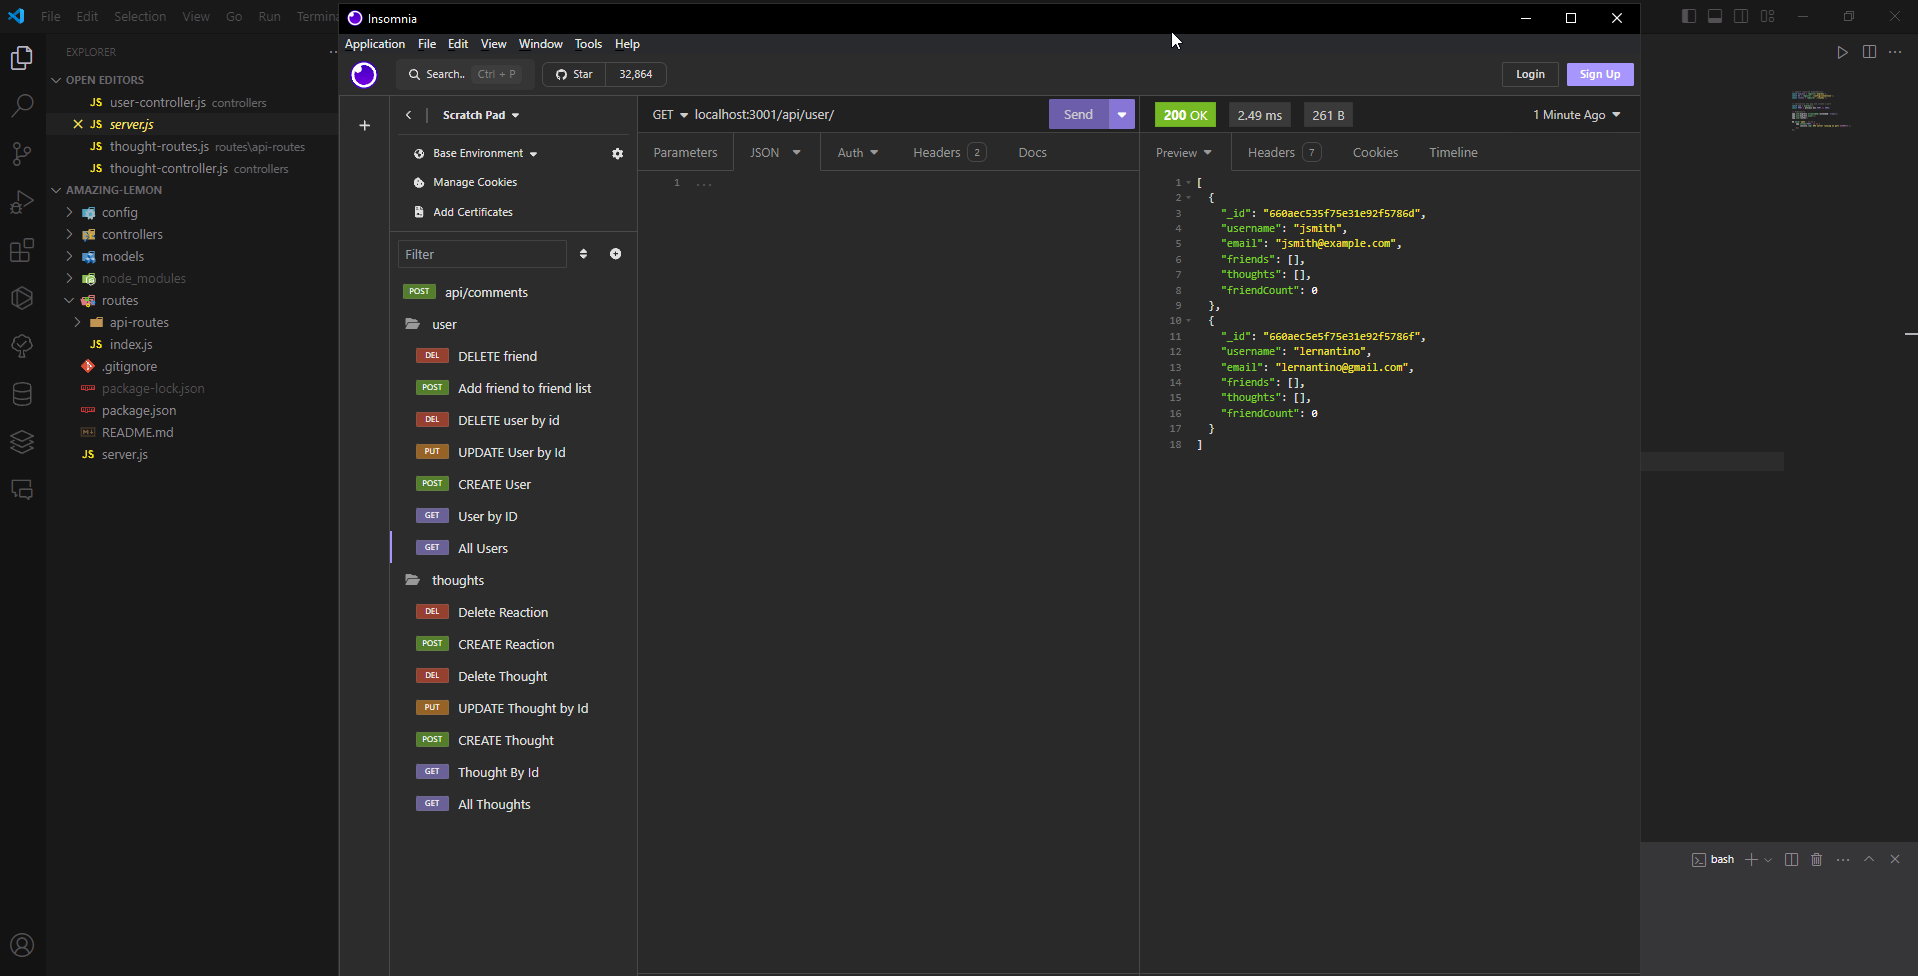 File Edit Selection View Go Run Termina
Insomnia
Application File Edit View Window Tools Help
Search.. Ctrl + P
Star 32,864
Login
Sign Up
EXPLORER
OPEN EDITORS
JS user-controller.js controllers
JS server.js
JS thought-routes.js routes\api-routes
JS thought-controller.js controllers
AMAZING-LEMON
config
controllers
models
node_modules
routes
api-routes
JS index.js
.gitignore
package-lock.json
package.json
README.md
JS server.js
Scratch Pad
Base Environment
Manage Cookies
Add Certificates
Filter
POST api/comments
user
DEL DELETE friend
POST Add friend to friend list
DEL DELETE user by id
PUT UPDATE User by Id
POST CREATE User
GET User by ID
GET All Users
thoughts
DEL Delete Reaction
POST CREATE Reaction
DEL Delete Thought
PUT UPDATE Thought by Id
POST CREATE Thought
GET Thought By Id
GET All Thoughts
GET localhost:3001/api/user/
Send
Parameters JSON Auth Headers 2 Docs
1 ...
200 OK 2.49 ms 261 B 1 Minute Ago
Preview Headers 7 Cookies Timeline
1 [
2 {
3 "_id": "660aec535f75e31e92f5786d",
4 "username": "jsmith",
5 "email": "jsmith@example.com",
6 "friends": [],
7 "thoughts": [],
8 "friendCount": 0
9 },
10 {
11 "_id": "660aec5e5f75e31e92f5786f",
12 "username": "lernantino",
13 "email": "lernantino@gmail.com",
14 "friends": [],
15 "thoughts": [],
16 "friendCount": 0
17 }
18 ]
bash